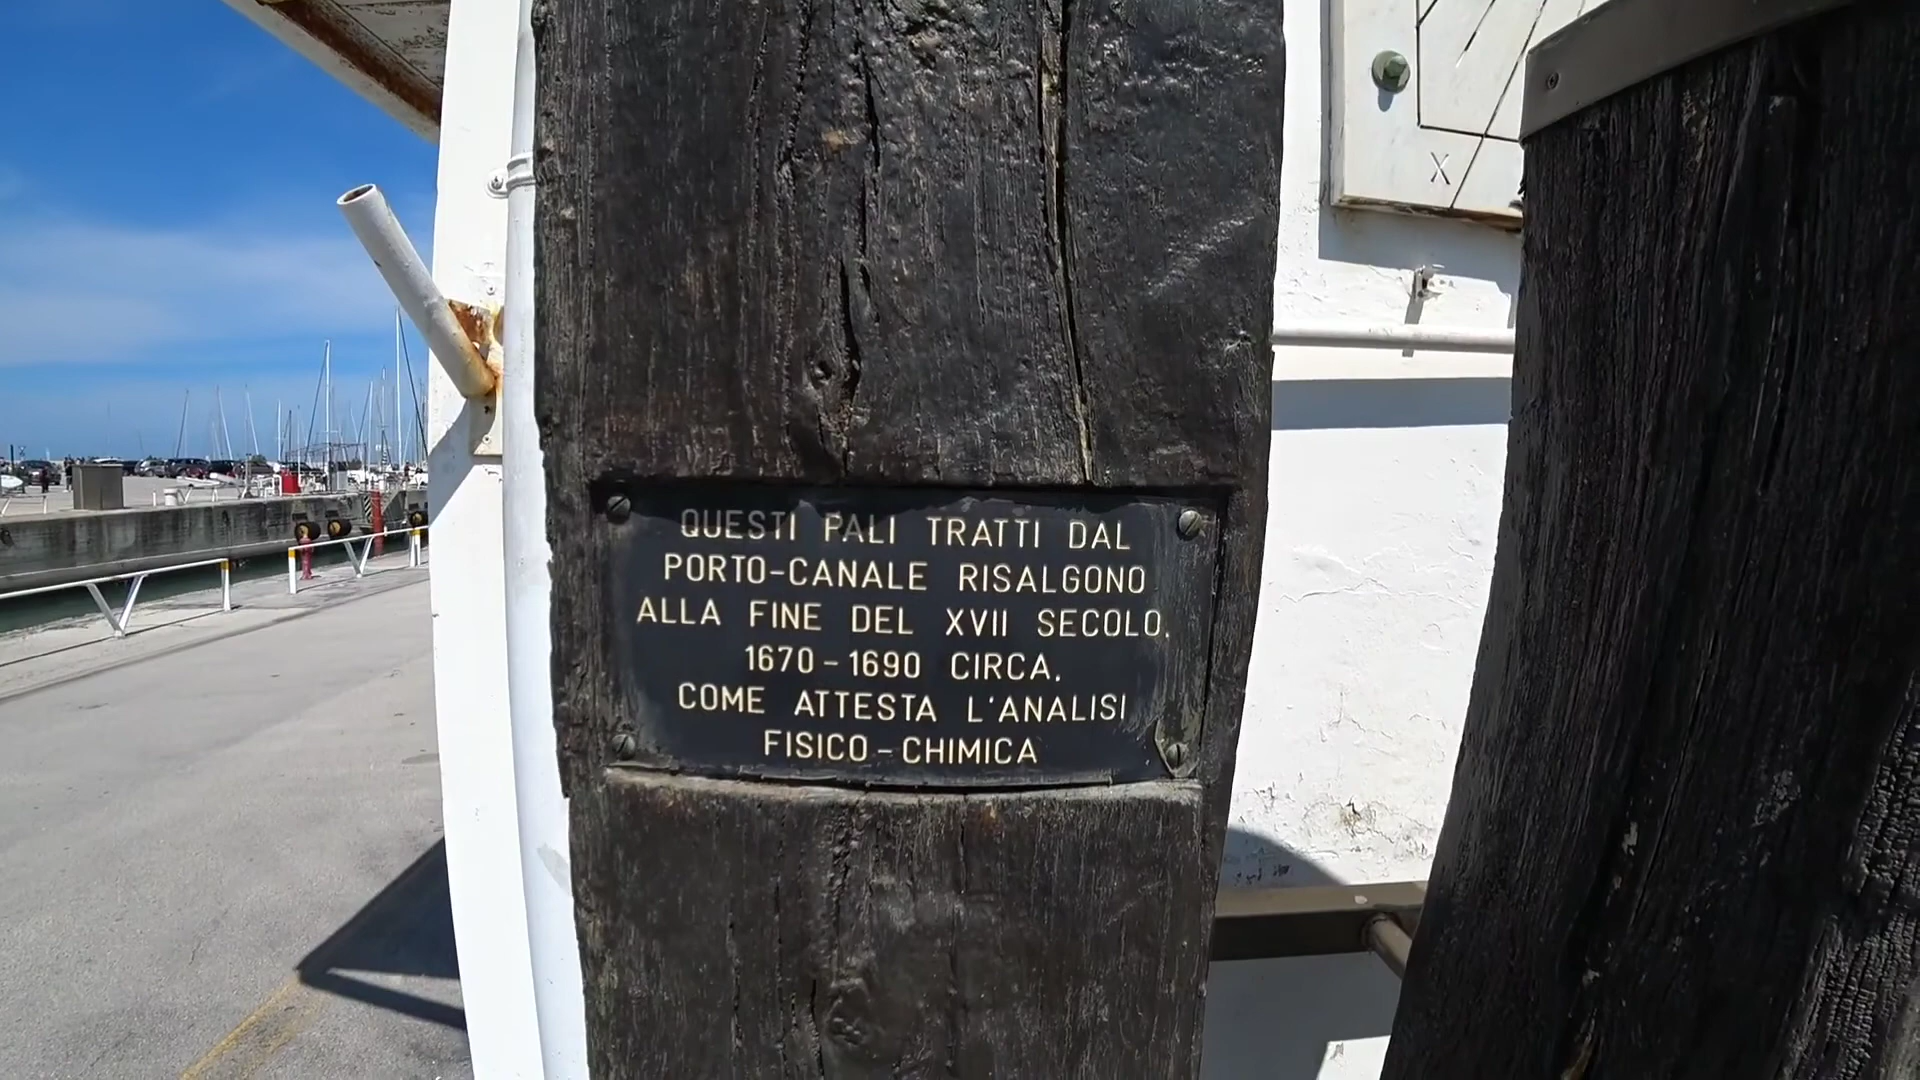 QUESTI PALI TRATTI DAL
PORTO-CANALE RISALGONO
ALLA FINE DEL XVII SECOLO.
1670-1690 CIRCA.
COME ATTESTA L'ANALISI
FISICO-CHIMICA
X